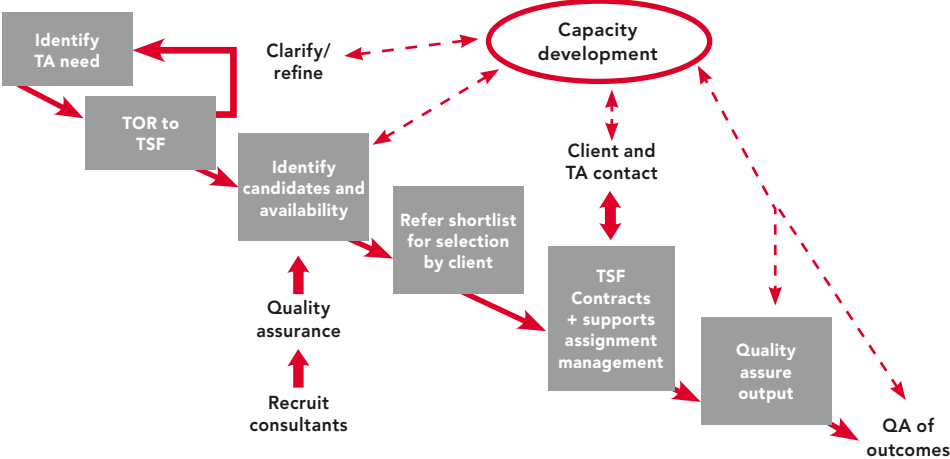 Identify
TA need
Clarify/
refine
Capacity
development
TOR to
TSF
Identify
candidates and
availability
Client and
TA contact
Refer shortlist
for selection
by client
TSF
Contracts
+ supports
assignment
management
Quality
assurance
Recruit
consultants
Quality
assure
output
QA of
outcomes